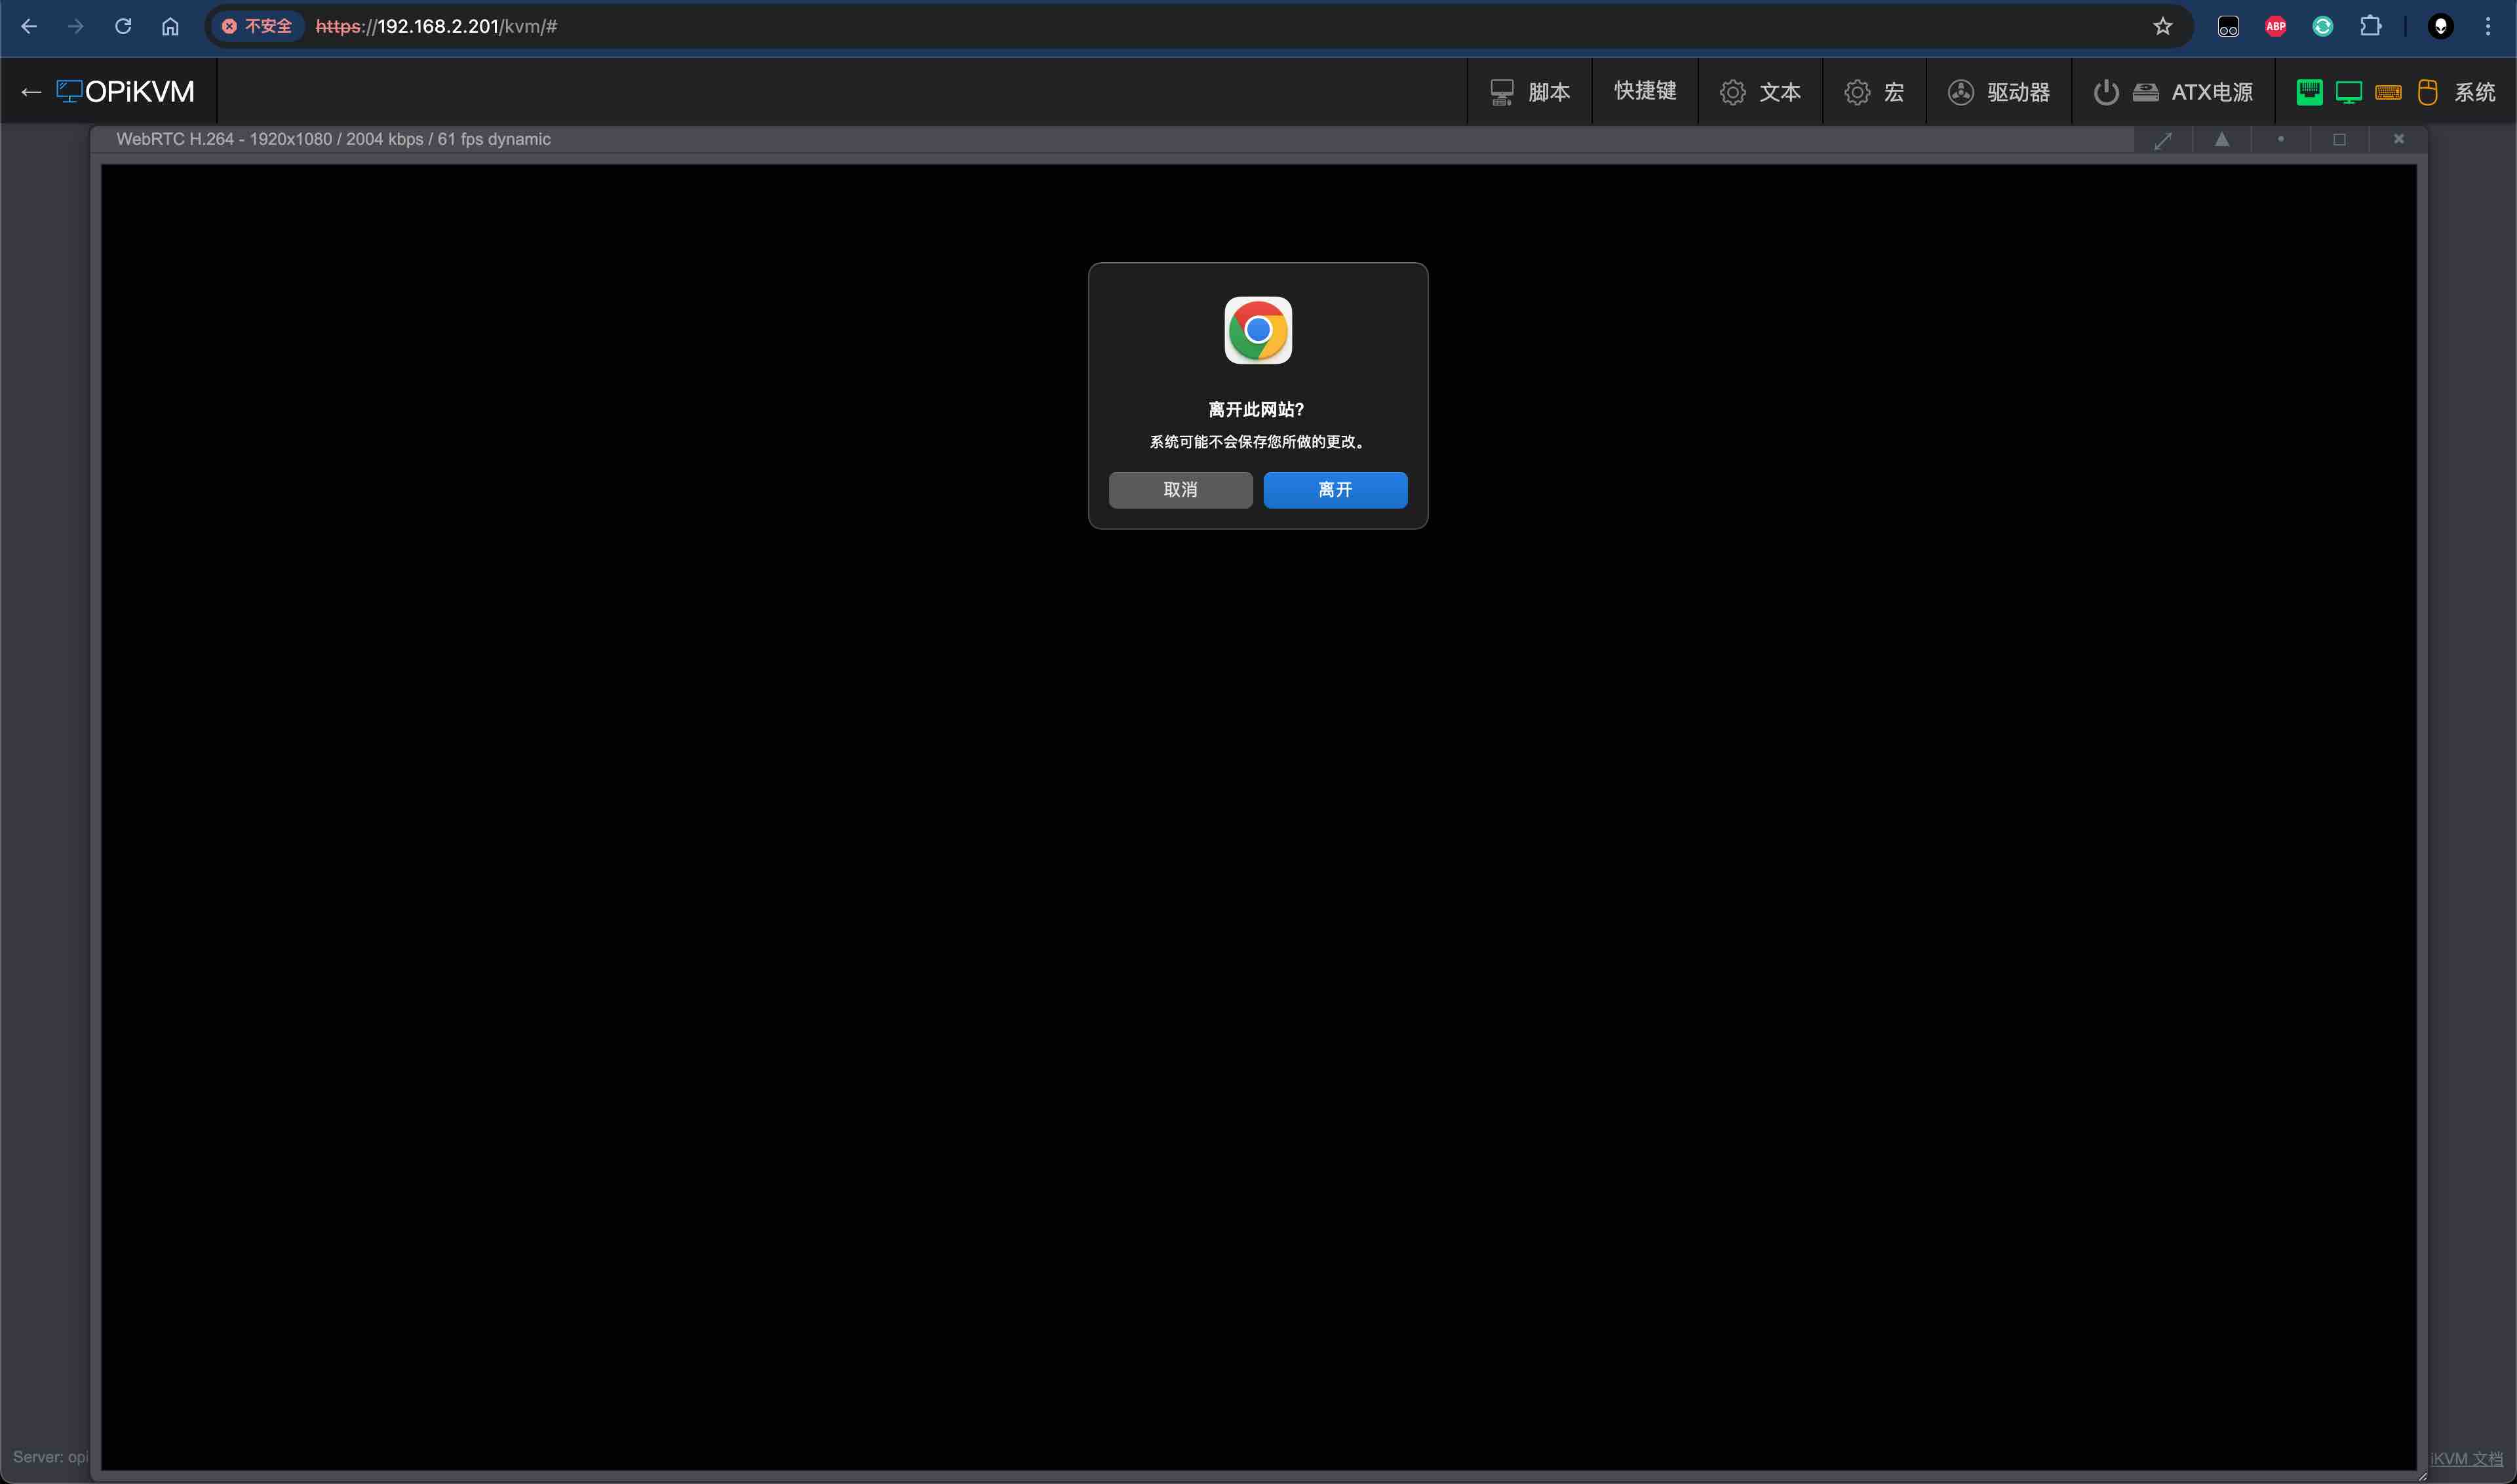 不安全 https://192.168.2.201/kvm/#
ABP
← OPiKVM 脚本 快捷键 文本 宏 驱动器 ATX电源 系统
WebRTC H.264 - 1920x1080 / 2004 kbps / 61 fps dynamic
离开此网站?
系统可能不会保存您所做的更改。
取消 离开
Server: opi
iKVM 文档